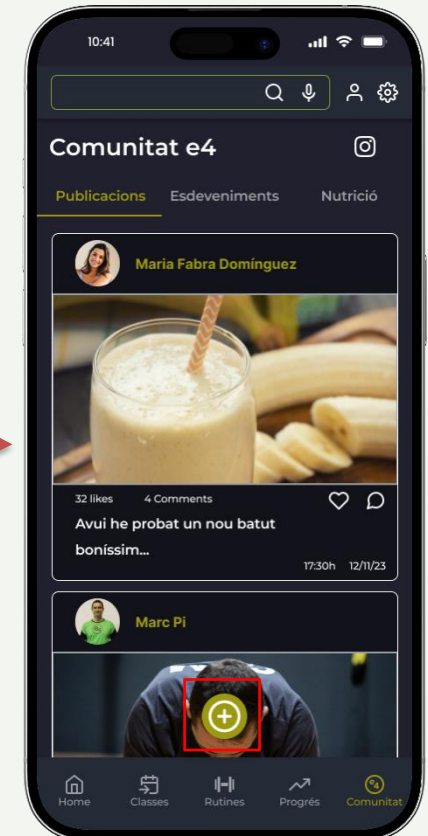 10:41
Comunitat e4
Publicacions Esdeveniments Nutrició
Maria Fabra Domínguez
32 likes 4 Comments
Avui he probat un nou batut
boníssim...
17:30h 12/11/23
Marc Pi
Home Classes Rutines Progrés Comunitat